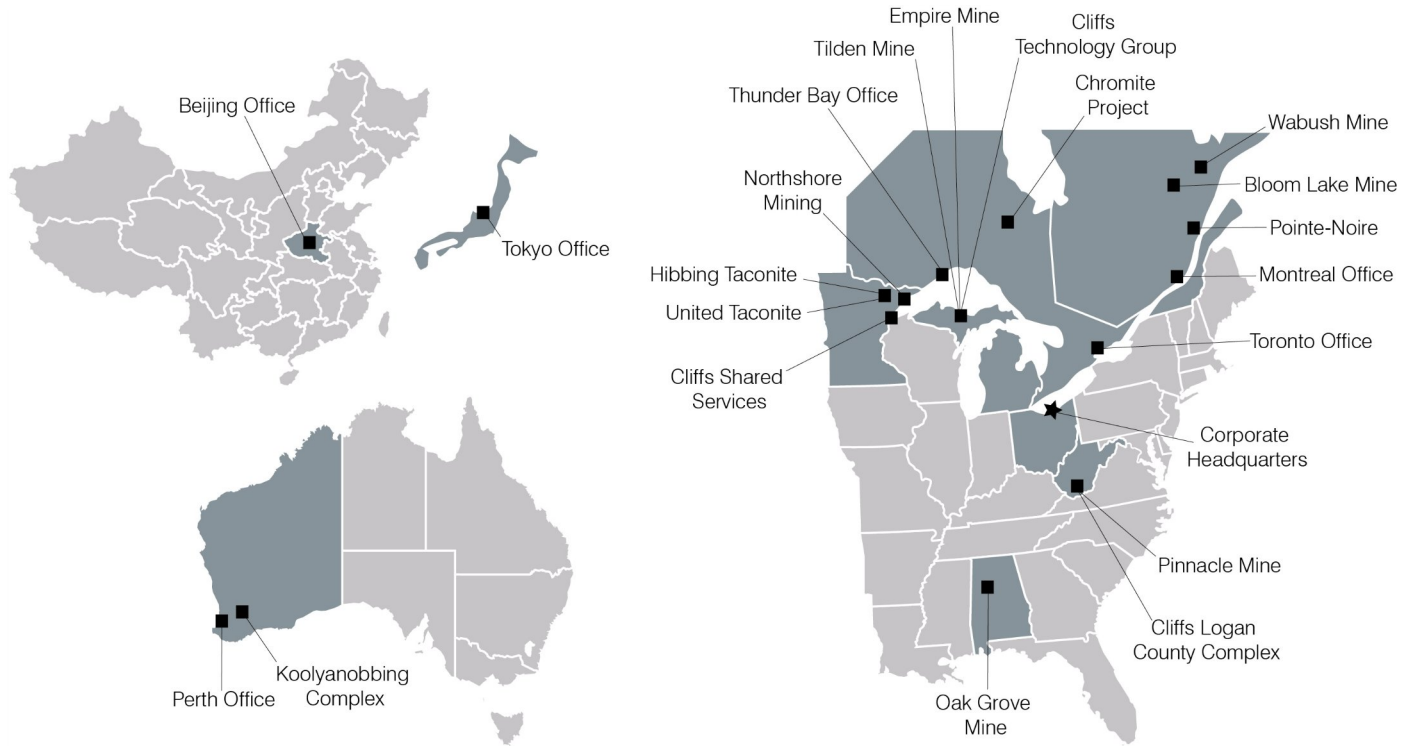 Beijing Office
Tokyo Office
Perth Office
Koolyanobbing
Complex
Empire Mine
Cliffs
Technology Group
Tilden Mine
Chromite
Project
Thunder Bay Office
Wabush Mine
Northshore
Mining
Bloom Lake Mine
Pointe-Noire
Hibbing Taconite
Montreal Office
United Taconite
Toronto Office
Cliffs Shared
Services
Corporate
Headquarters
Pinnacle Mine
Cliffs Logan
County Complex
Oak Grove
Mine